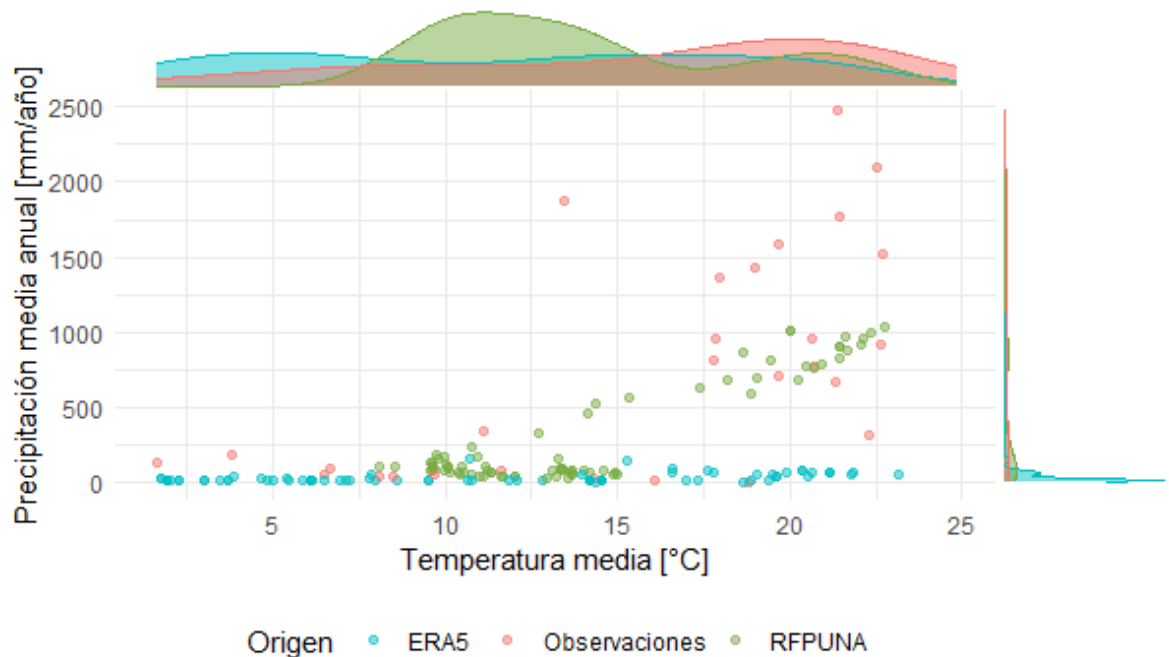 Precipitación media anual [mm/año]
2500
2000
1500
1000
500
0
5 10 15 20 25
Temperatura media [°C]
Origen ERA5 Observaciones RFPUNA